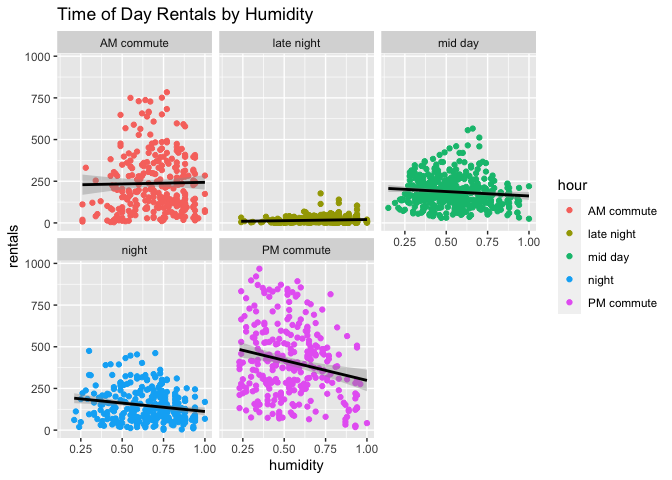 Time of Day Rentals by Humidity
AM commute
late night
mid day
1000
750
500
250
0
0.25 0.50 0.75 1.00
night
PM commute
1000
750
500
250
0
0.25 0.50 0.75 1.00
0.25 0.50 0.75 1.00
rentals
humidity
hour
AM commute
late night
mid day
night
PM commute